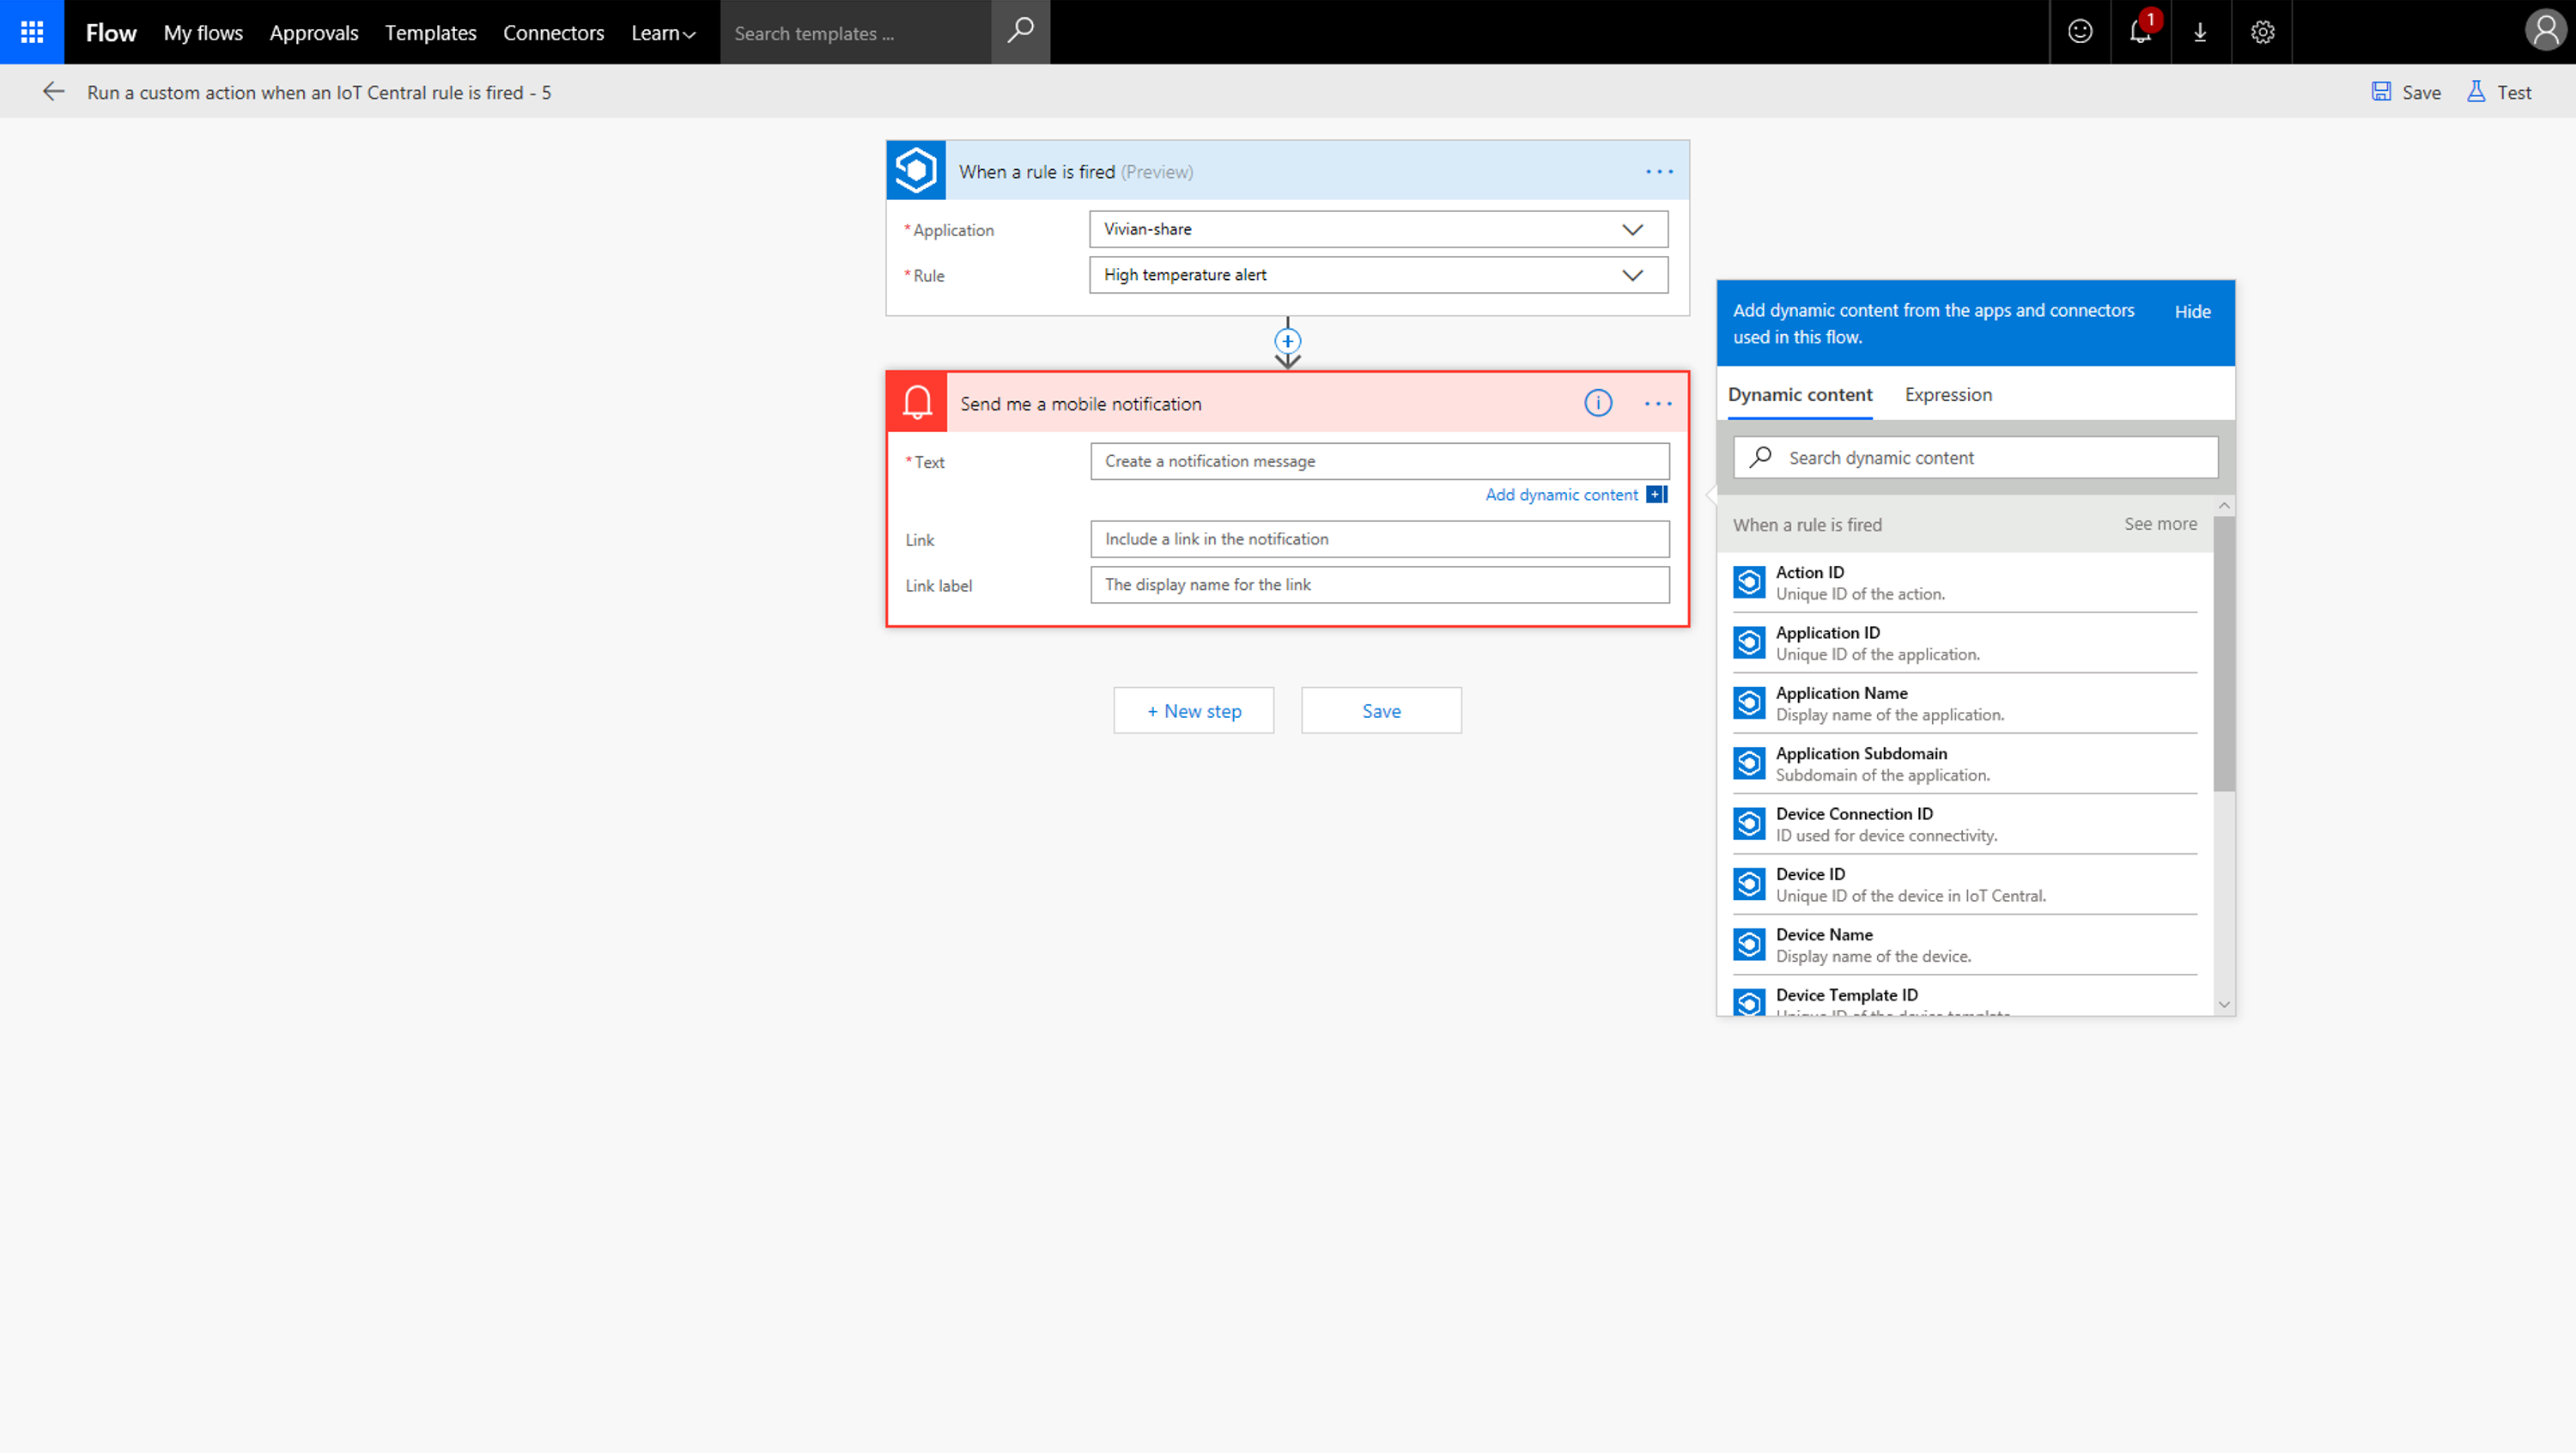 Flow My flows Approvals Templates Connectors Learn Search templates ... 1
Run a custom action when an IoT Central rule is fired - 5 Save Test
When a rule is fired (Preview)
* Application Vivian-share
* Rule High temperature alert
+
Send me a mobile notification
* Text Create a notification message
Add dynamic content +
Link Include a link in the notification
Link label The display name for the link
+ New step Save
Add dynamic content from the apps and connectors
used in this flow.
Hide
Dynamic content Expression
Search dynamic content
When a rule is fired See more
Action ID
Unique ID of the action.
Application ID
Unique ID of the application.
Application Name
Display name of the application.
Application Subdomain
Subdomain of the application.
Device Connection ID
ID used for device connectivity.
Device ID
Unique ID of the device in IoT Central.
Device Name
Display name of the device.
Device Template ID
Unique ID of the device template